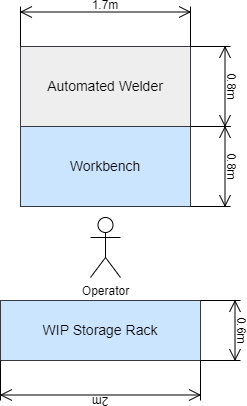 1.7m
Automated Welder
0.8m
Workbench
0.8m
Operator
WIP Storage Rack
0.6m
2m